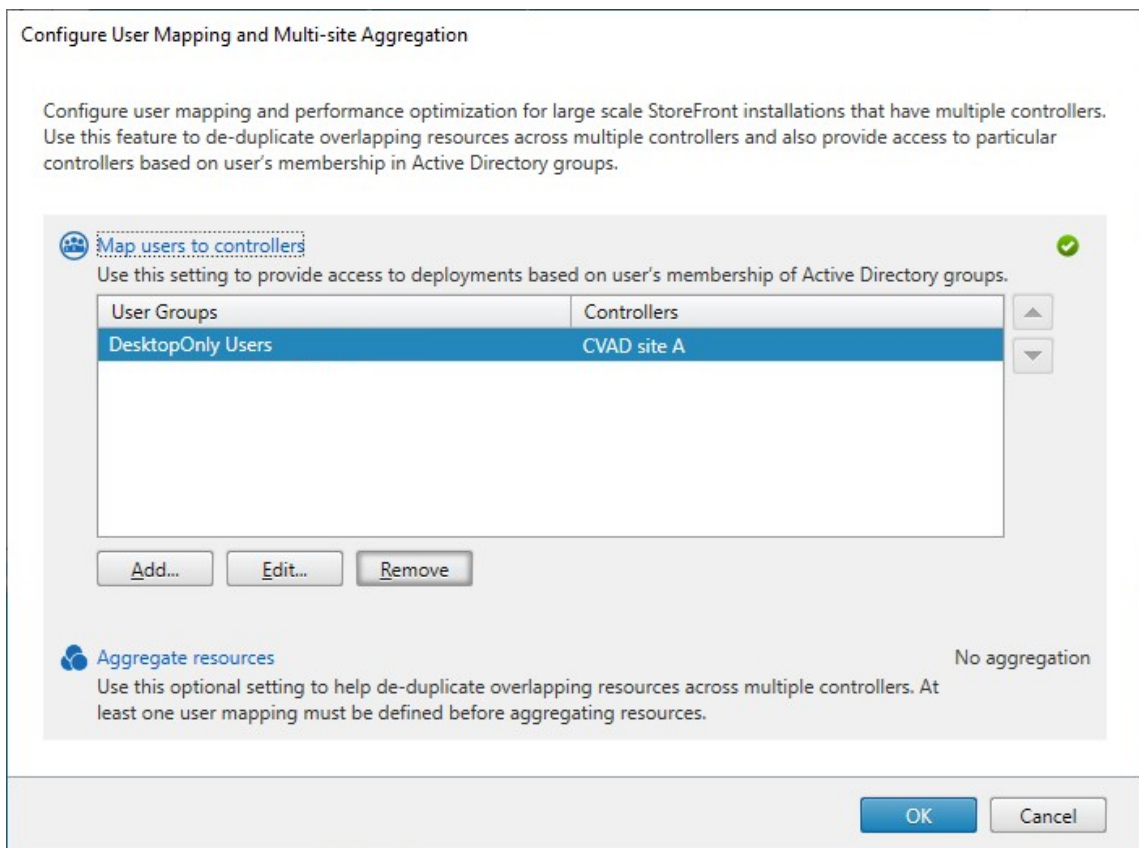 Configure User Mapping and Multi-site Aggregation
Configure user mapping and performance optimization for large scale StoreFront installations that have multiple controllers.
Use this feature to de-duplicate overlapping resources across multiple controllers and also provide access to particular
controllers based on user's membership in Active Directory groups.
Map users to controllers
Use this setting to provide access to deployments based on user's membership of Active Directory groups.
User Groups Controllers
DesktopOnly Users CVAD site A
Add... Edit... Remove
Aggregate resources No aggregation
Use this optional setting to help de-duplicate overlapping resources across multiple controllers. At
least one user mapping must be defined before aggregating resources.
OK Cancel